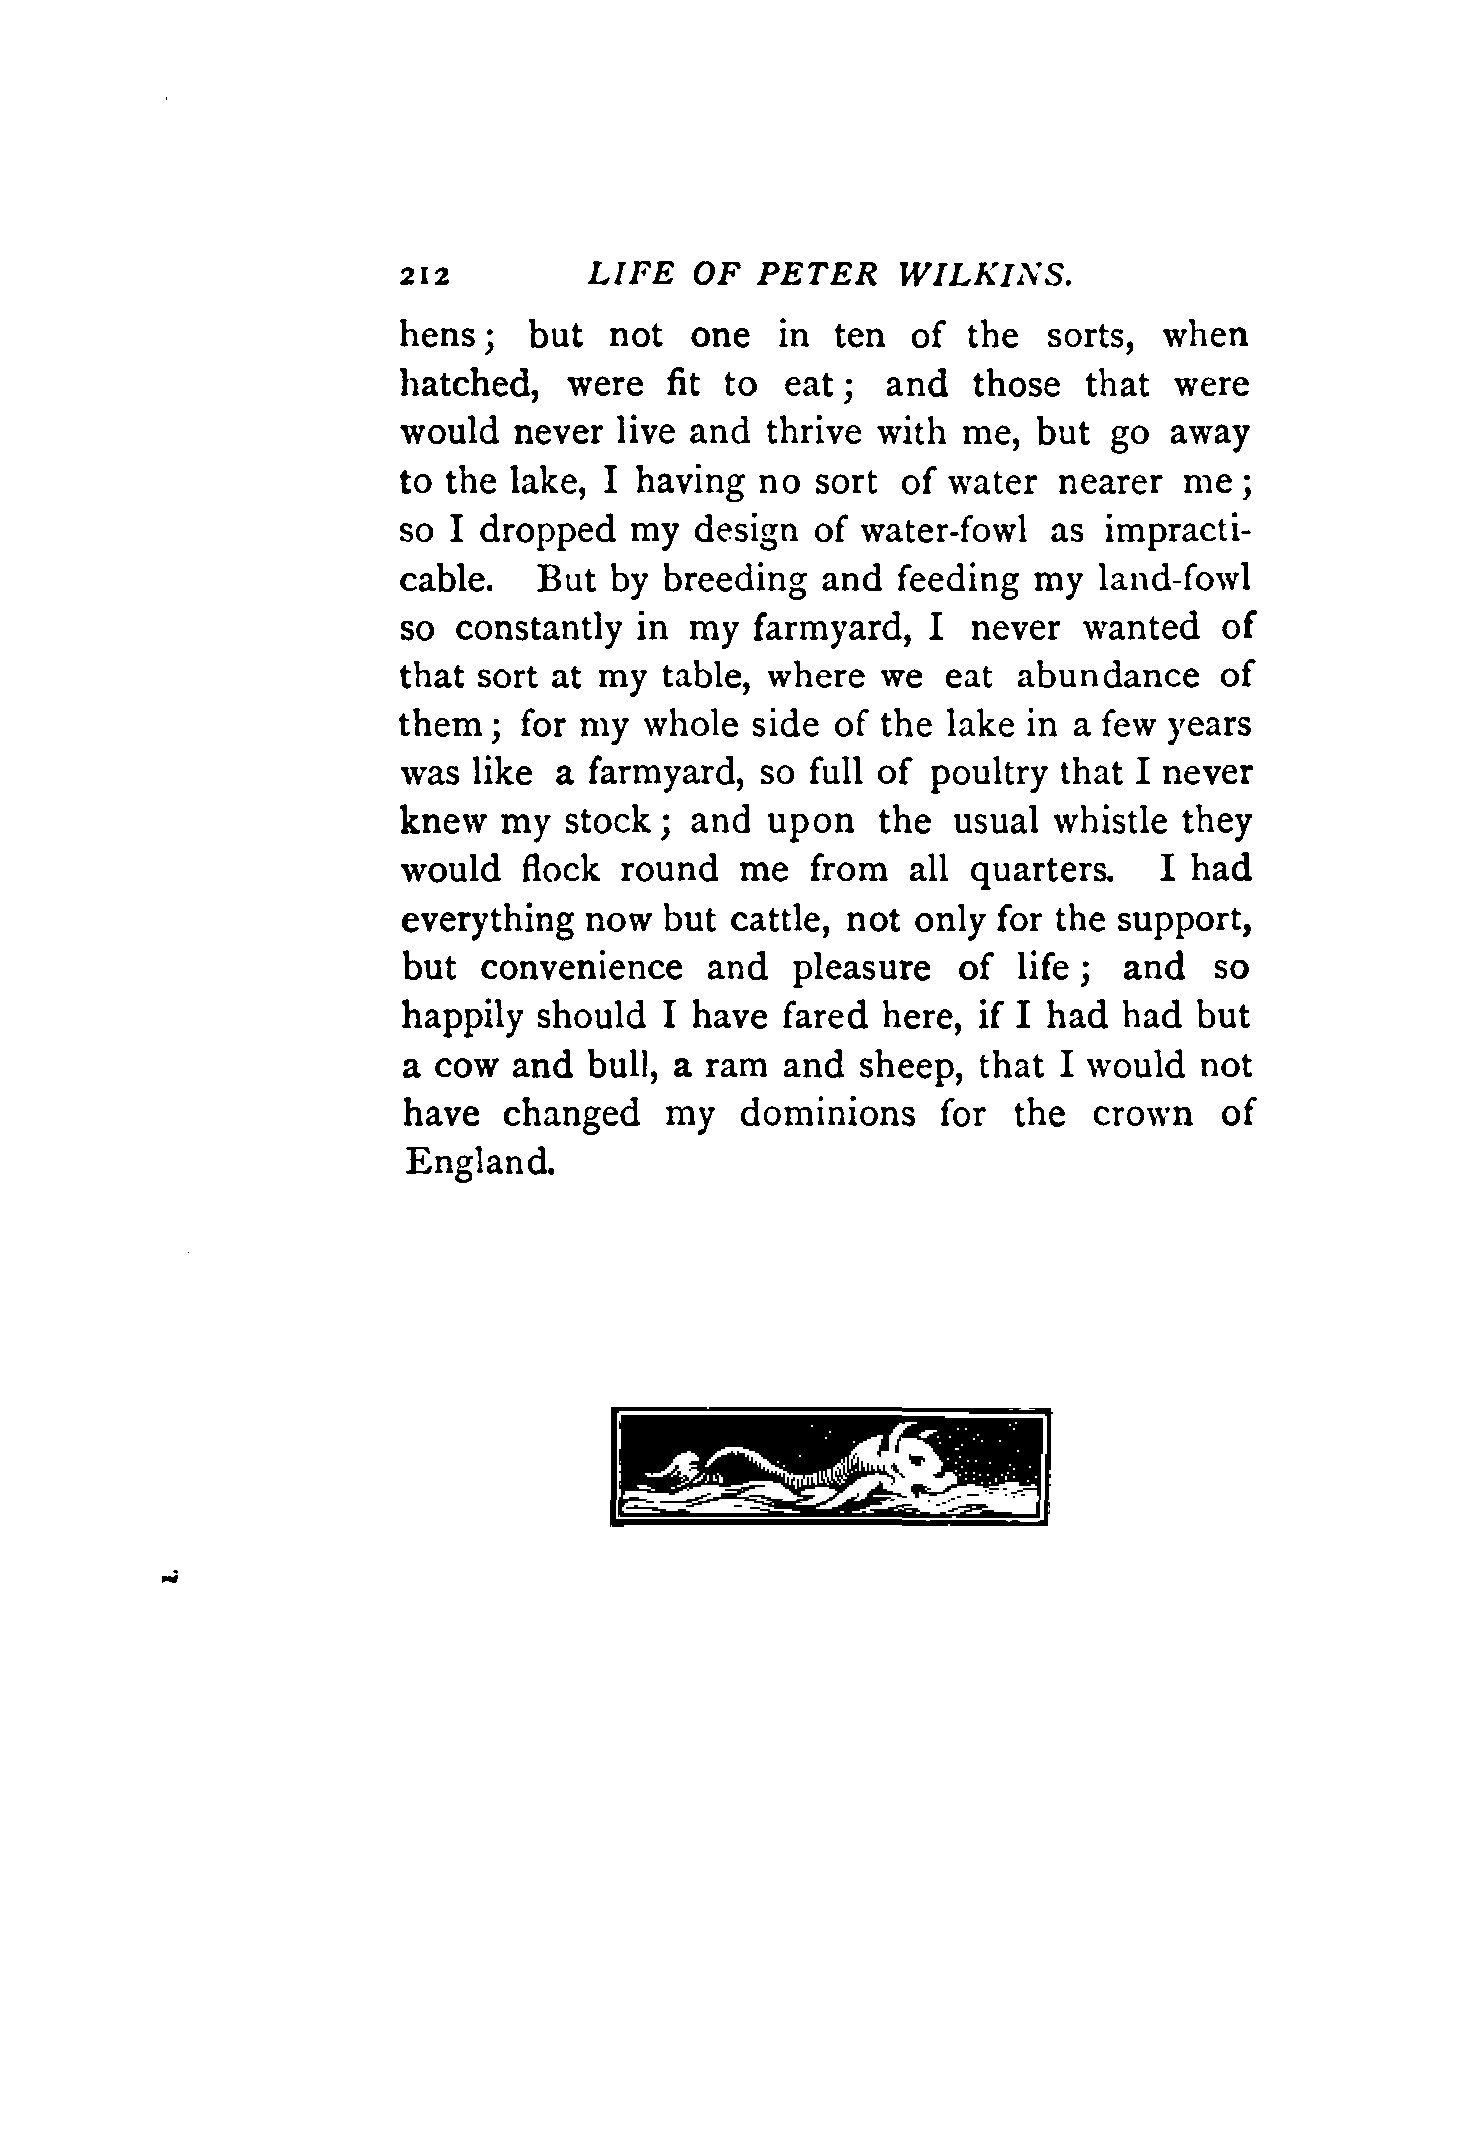 212 LIFE OF PETER WILKINS.
hens; but not one in ten of the sorts, when
hatched, were fit to eat; and those that were
would never live and thrive with me, but go away
to the lake, I having no sort of water nearer me;
so I dropped my design of water-fowl as impracti-
cable. But by breeding and feeding my land-fowl
so constantly in my farmyard, I never wanted of
that sort at my table, where we eat abundance of
them; for my whole side of the lake in a few years
was like a farmyard, so full of poultry that I never
knew my stock; and upon the usual whistle they
would flock round me from all quarters. I had
everything now but cattle, not only for the support,
but convenience and pleasure of life; and so
happily should I have fared here, if I had had but
a cow and bull, a ram and sheep, that I would not
have changed my dominions for the crown of
England.